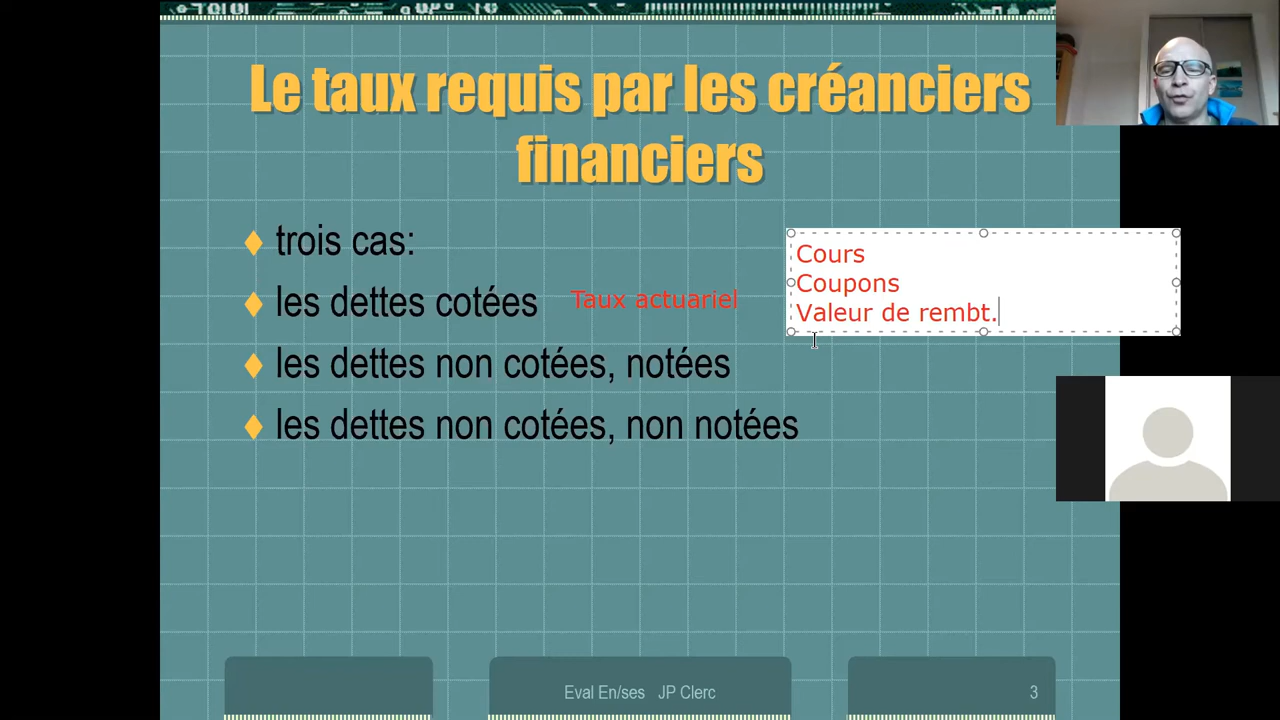 Le taux requis par les créanciers
financiers
trois cas:
les dettes cotées
Taux actuariel
Cours
Coupons
Valeur de rembt.
les dettes non cotées, notées
les dettes non cotées, non notées
Eval En/ses JP Clerc
3